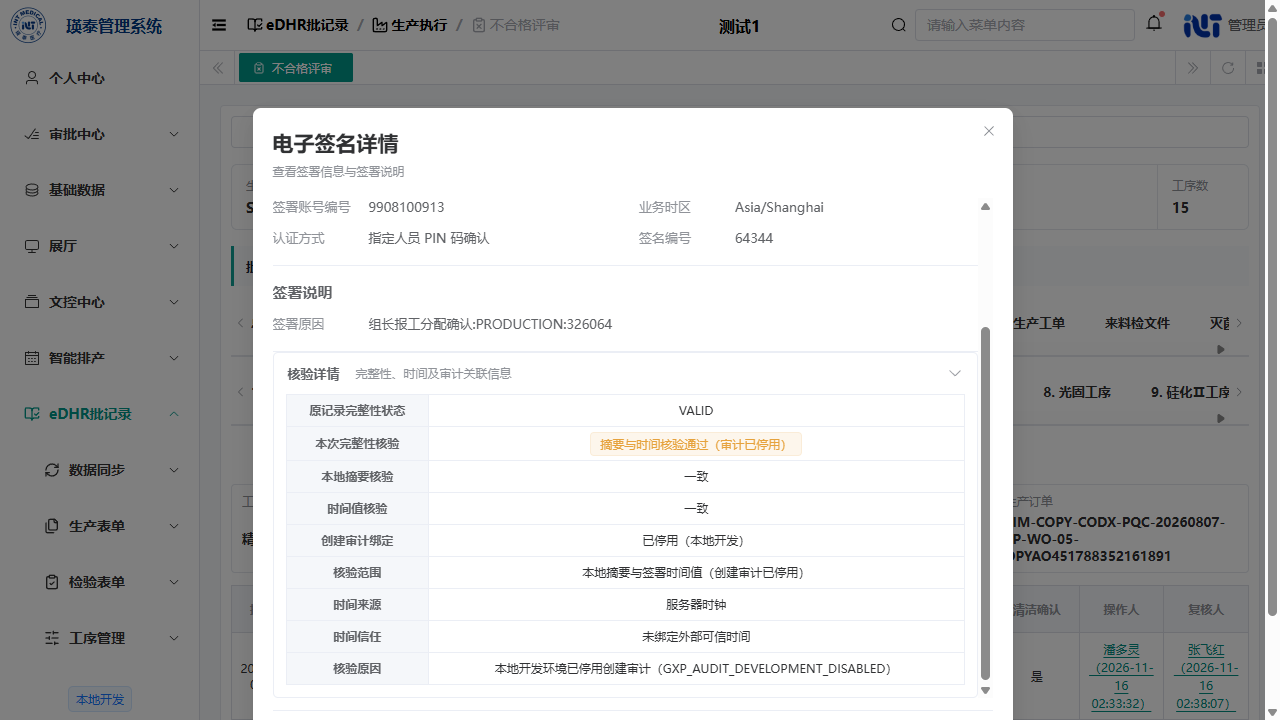 瑛泰管理系统
eDHR批记录 / 生产执行 / 不合格评审
测试1
请输入菜单内容
管理员
个人中心
审批中心
基础数据
展厅
文控中心
智能排产
eDHR批记录
数据同步
生产表单
检验表单
工序管理
本地开发
不合格评审
工序数
15
生产工单
来料检文件
8. 光固工序
9. 硅化工工序
生产订单
IM-COPY-CODX-PQC-20260807-
P-WO-05-
OPYAO451788352161891
清洁确认
操作人
复核人
是
潘多灵
（2026-11-
16
02:33:32）
张飞红
（2026-11-
16
02:38:07）
电子签名详情
查看签署信息与签署说明
签署账号编号 9908100913 业务时区 Asia/Shanghai
认证方式 指定人员 PIN 码确认 签名编号 64344
签署说明
签署原因 组长报工分配确认:PRODUCTION:326064
核验详情 完整性、时间及审计关联信息
原记录完整性状态 VALID
本次完整性核验 摘要与时间核验通过（审计已停用）
本地摘要核验 一致
时间值核验 一致
创建审计绑定 已停用（本地开发）
核验范围 本地摘要与签署时间值（创建审计已停用）
时间来源 服务器时钟
时间信任 未绑定外部可信时间
核验原因 本地开发环境已停用创建审计（GXP_AUDIT_DEVELOPMENT_DISABLED）